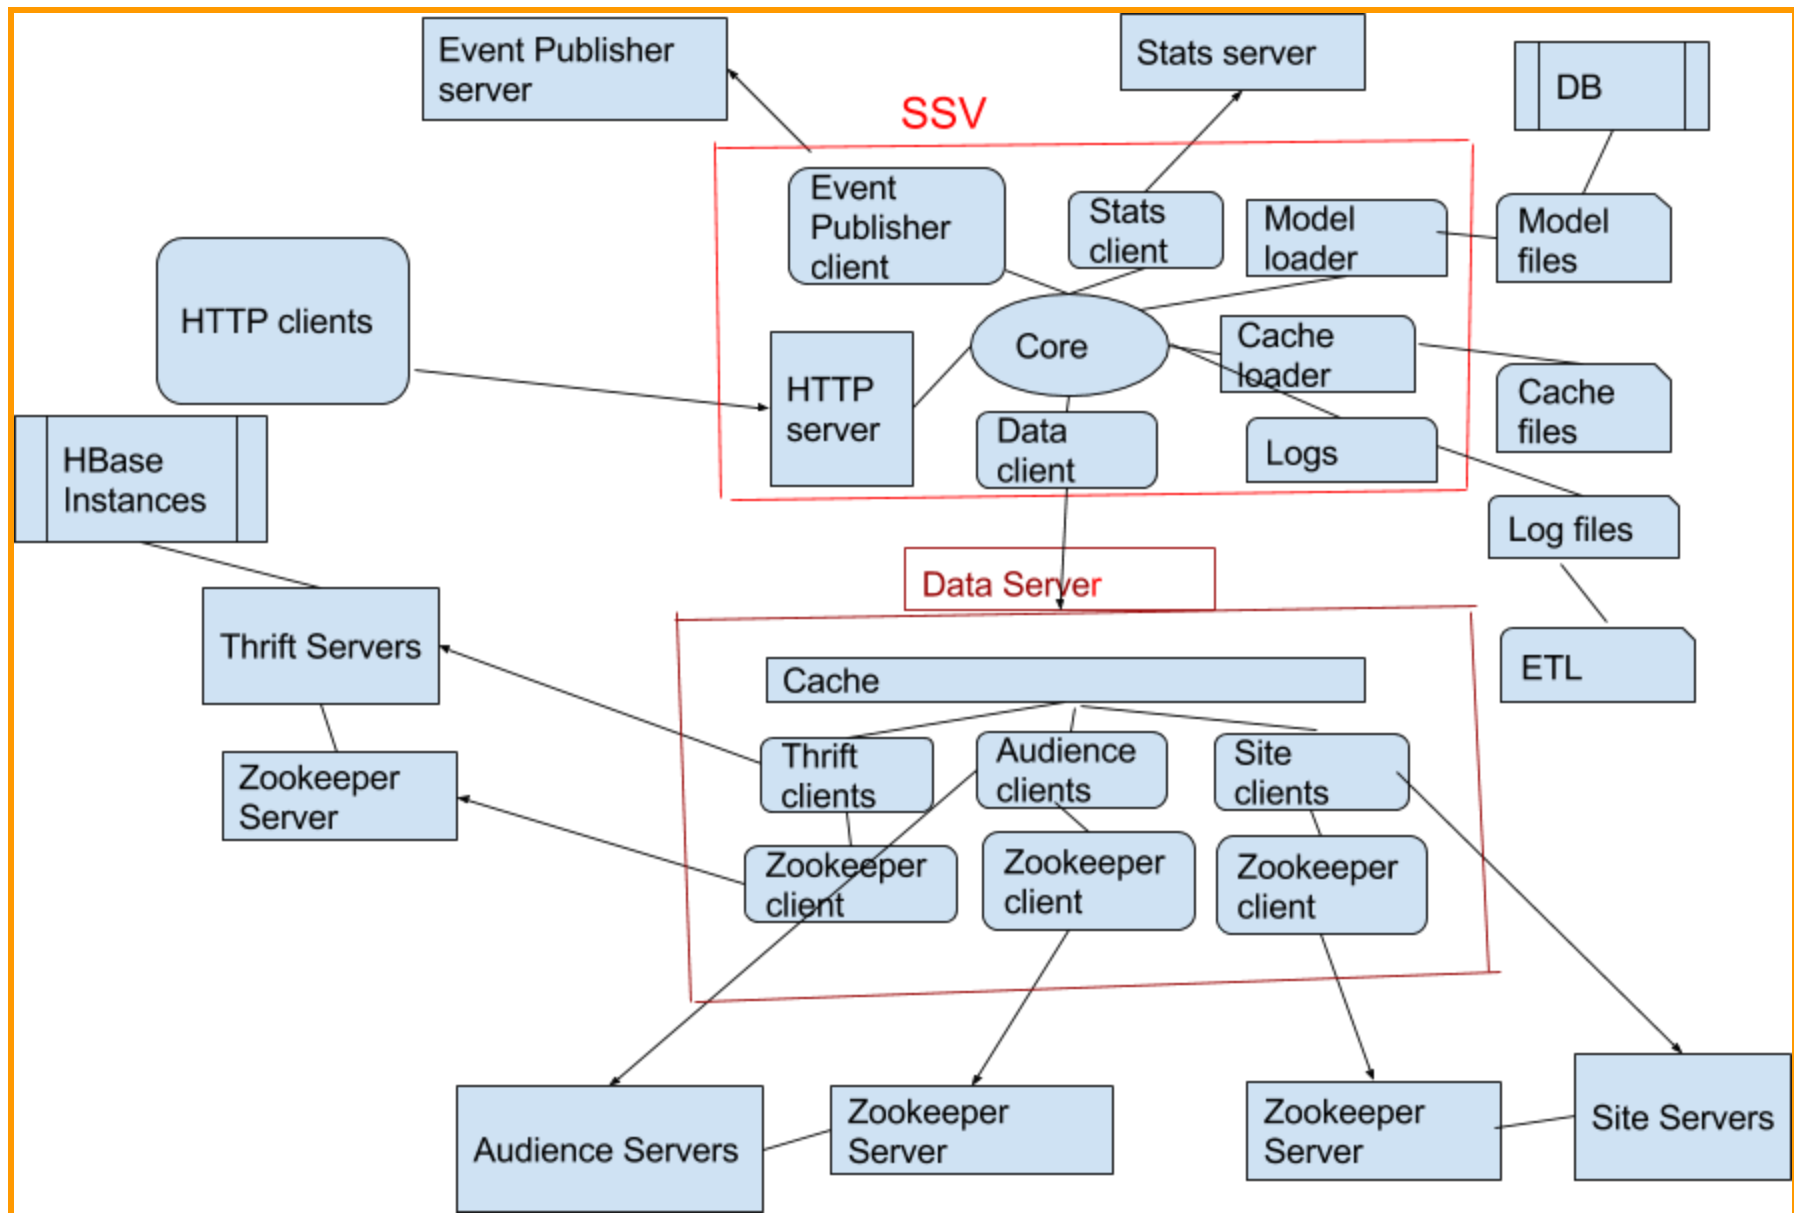 Event Publisher
server
Stats server
DB
SSV
Event
Publisher
client
Stats
client
Model
loader
Model
files
HTTP clients
Core
Cache
loader
HTTP
server
Cache
files
Data
client
Logs
HBase
Instances
Log files
Data Server
Thrift Servers
ETL
Cache
Thrift
clients
Audience
clients
Site
clients
Zookeeper
Server
Zookeeper
client
Zookeeper
client
Zookeeper
client
Audience Servers
Zookeeper
Server
Zookeeper
Server
Site Servers